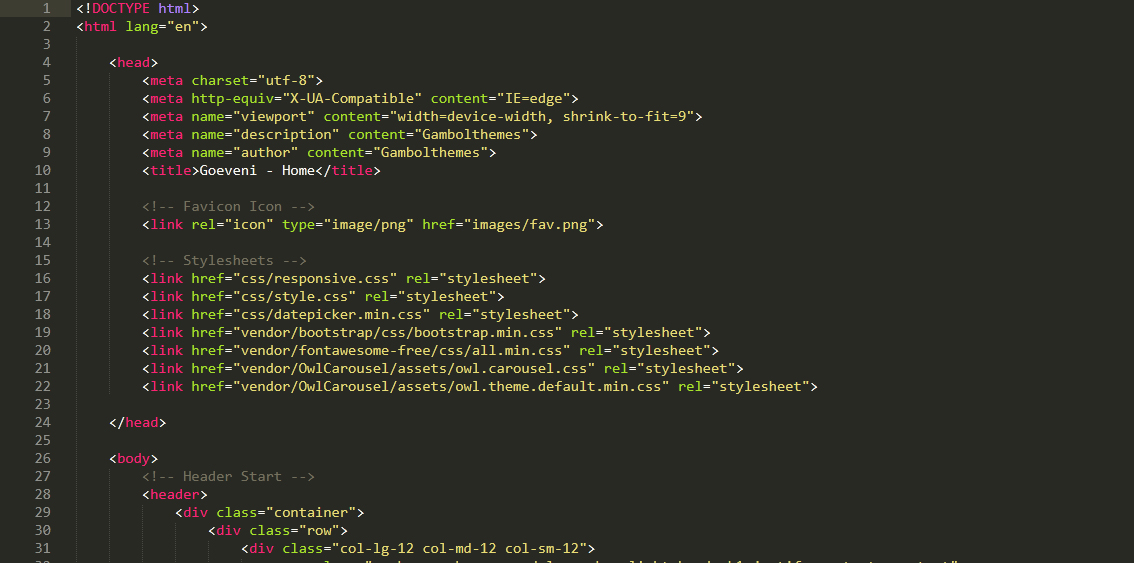 1 <!DOCTYPE html>
2 <html lang="en">
3
4 <head>
5 <meta charset="utf-8">
6 <meta http-equiv="X-UA-Compatible" content="IE=edge">
7 <meta name="viewport" content="width=device-width, shrink-to-fit=9">
8 <meta name="description" content="Gambolthemes">
9 <meta name="author" content="Gambolthemes">
10 <title>Goeveni - Home</title>
11
12 <!-- Favicon Icon -->
13 <link rel="icon" type="image/png" href="images/fav.png">
14
15 <!-- Stylesheets -->
16 <link href="css/responsive.css" rel="stylesheet">
17 <link href="css/style.css" rel="stylesheet">
18 <link href="css/datepicker.min.css" rel="stylesheet">
19 <link href="vendor/bootstrap/css/bootstrap.min.css" rel="stylesheet">
20 <link href="vendor/fontawesome-free/css/all.min.css" rel="stylesheet">
21 <link href="vendor/OwlCarousel/assets/owl.carousel.css" rel="stylesheet">
22 <link href="vendor/OwlCarousel/assets/owl.theme.default.min.css" rel="stylesheet">
23
24 </head>
25
26 <body>
27 <!-- Header Start -->
28 <header>
29 <div class="container">
30 <div class="row">
31 <div class="col-lg-12 col-md-12 col-sm-12">